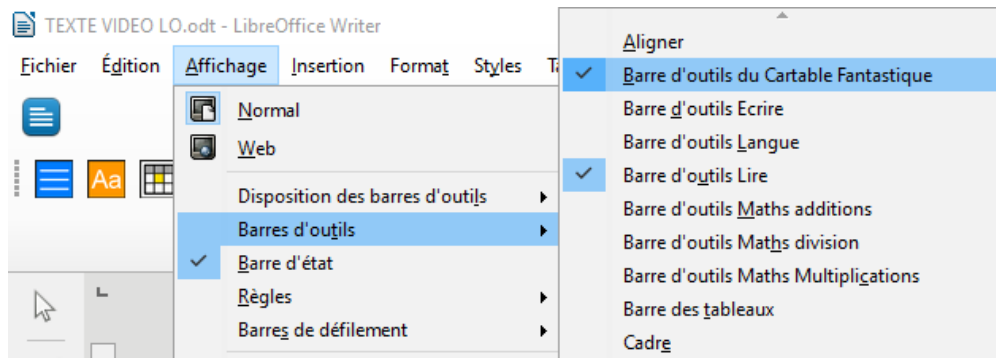 TEXTE VIDEO LO.odt - LibreOffice Writer
Fichier Édition Affichage Insertion Format Styles
Aa
Normal
Web
Disposition des barres d'outils
Barres d'outils
Barre d'état
Règles
Barres de défilement
Aligner
Barre d'outils du Cartable Fantastique
Barre d'outils Ecrire
Barre d'outils Langue
Barre d'outils Lire
Barre d'outils Maths additions
Barre d'outils Maths division
Barre d'outils Maths Multiplications
Barre des tableaux
Cadre